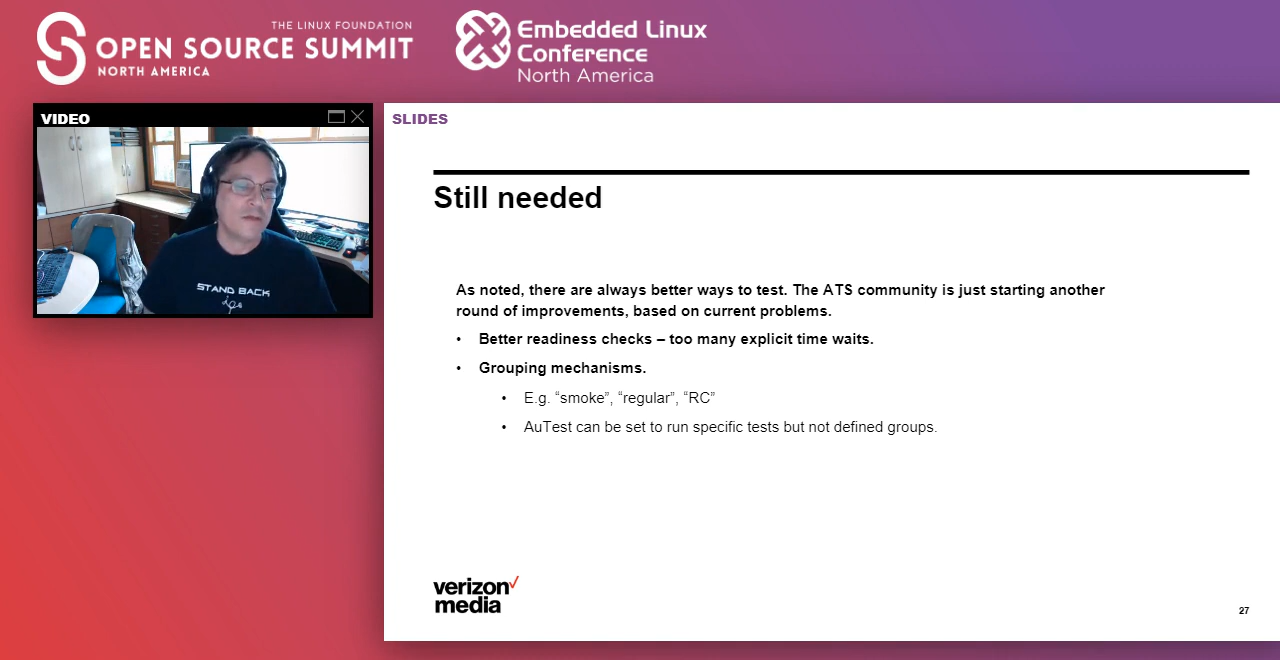 THE LINUX FOUNDATION
OPEN SOURCE SUMMIT
NORTH AMERICA
Embedded Linux
Conference
North America
VIDEO
STAND BACK
SLIDES
Still needed
As noted, there are always better ways to test. The ATS community is just starting another
round of improvements, based on current problems.
• Better readiness checks – too many explicit time waits.
• Grouping mechanisms.
• E.g. “smoke”, “regular”, “RC”
• AuTest can be set to run specific tests but not defined groups.
verizon✓
media
27